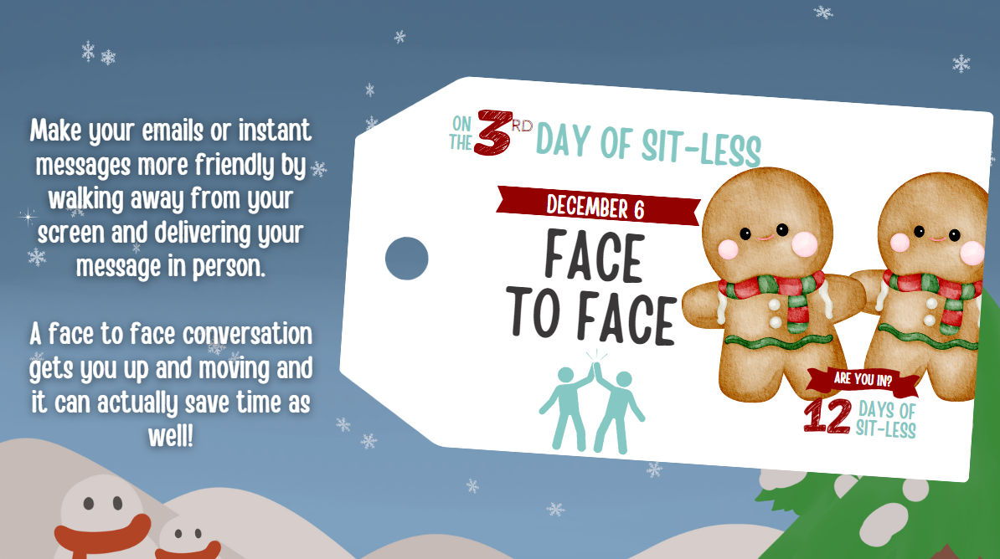 Make your emails or instant
messages more friendly by
walking away from your
screen and delivering your
message in person.
A face to face conversation
gets you up and moving and
it can actually save time as
well!
ON THE 3RD DAY OF SIT-LESS
DECEMBER 6
FACE
TO FACE
ARE YOU IN?
12 DAYS OF
SIT-LESS